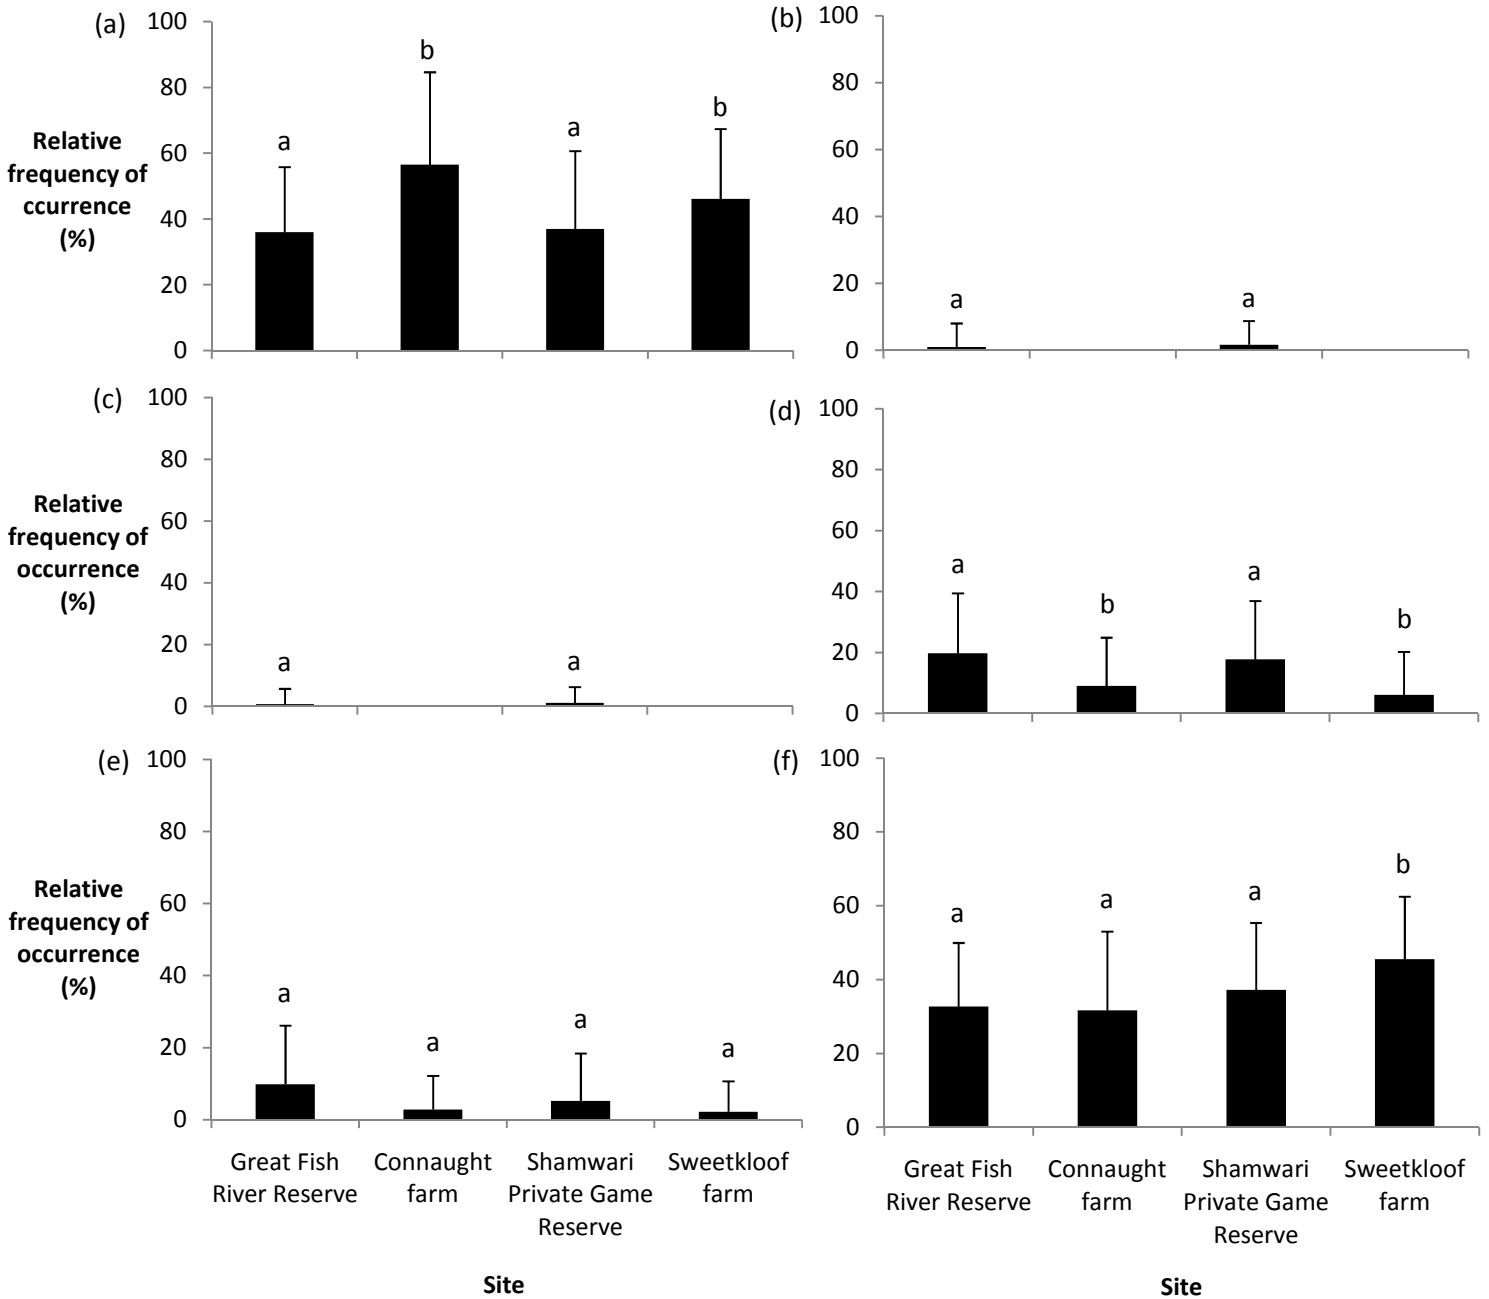 (a)
100
80
60
40
20
0
Relative
frequency of
ccurrence
(%)
a
b
a
b
(b)
100
80
60
40
20
0
a
a
(c)
100
80
60
40
20
0
Relative
frequency of
occurrence
(%)
a
a
(d)
100
80
60
40
20
0
a
b
a
b
(e)
100
80
60
40
20
0
Relative
frequency of
occurrence
(%)
a
a
a
a
Great Fish
River Reserve
Connaught
farm
Shamwari
Private Game
Reserve
Sweetkloof
farm
Site
(f)
100
80
60
40
20
0
a
a
a
b
Great Fish
River Reserve
Connaught
farm
Shamwari
Private Game
Reserve
Sweetkloof
farm
Site